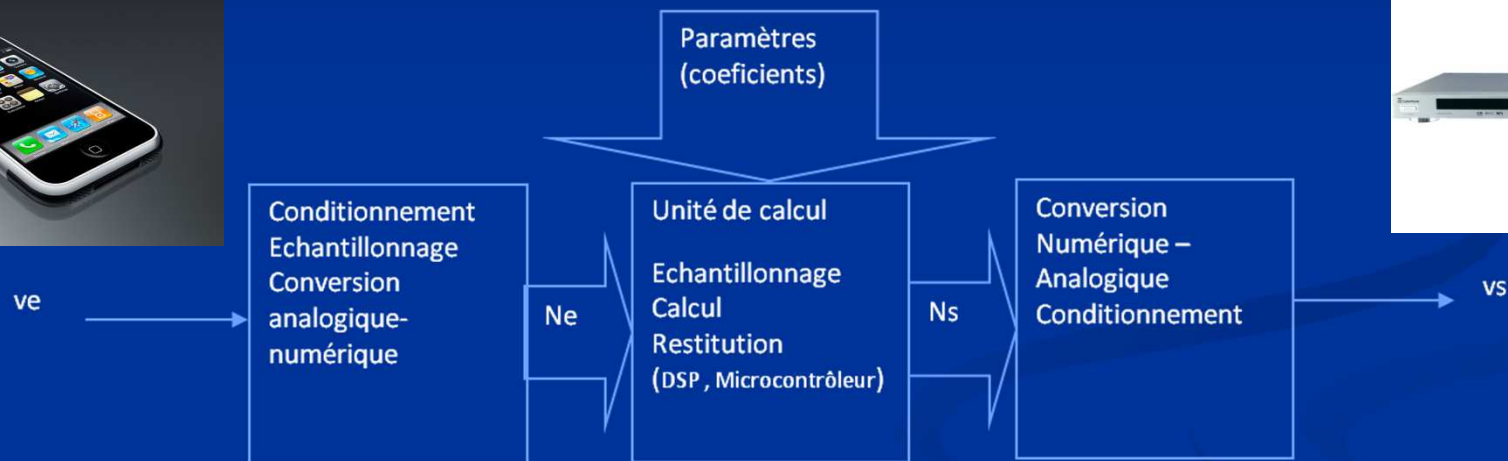 Paramètres
(coeficients)
Conditionnement
Echantillonnage
Conversion
analogique-
numérique
Unité de calcul
Echantillonnage
Calcul
Restitution
(DSP , Microcontrôleur)
Conversion
Numérique –
Analogique
Conditionnement
ve
Ne
Ns
vs